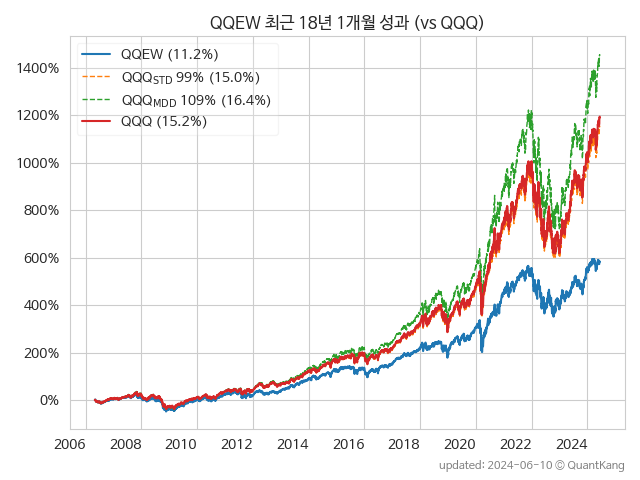 QQEW 최근 18년 1개월 성과 (vs QQQ)
QQEW (11.2%)
QQQSTD 99% (15.0%)
QQQMDD 109% (16.4%)
QQQ (15.2%)
1400%
1200%
1000%
800%
600%
400%
200%
0%
2006 2008 2010 2012 2014 2016 2018 2020 2022 2024
updated: 2024-06-10 © QuantKang